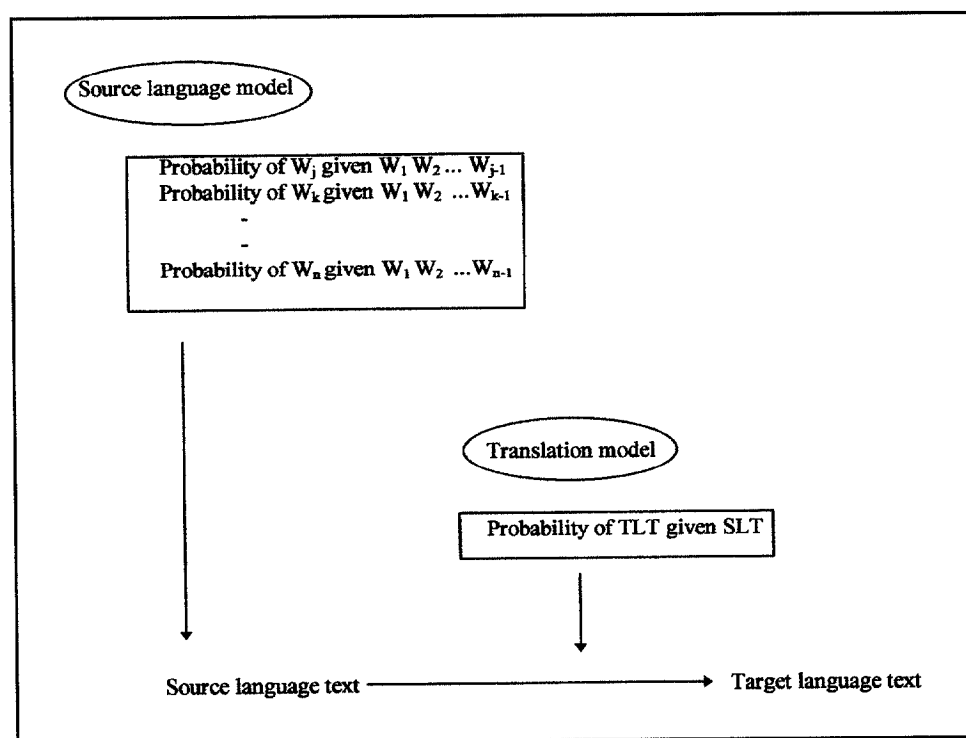 Source language model
Probability of Wj given W1 W2 ... Wj-1
Probability of Wk given W1 W2 ...Wk-1
-
-
Probability of Wn given W1 W2 ...Wn-1
Translation model
Probability of TLT given SLT
Source language text
Target language text